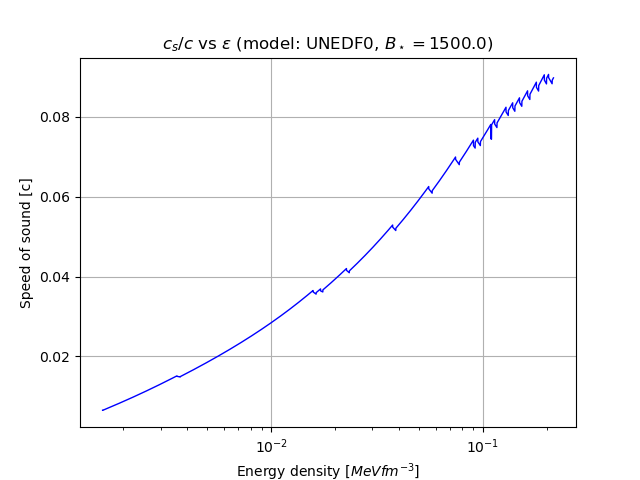 $c_s/c$ vs $\varepsilon$ (model: UNEDF0, $B_\star = 1500.0$)
Speed of sound [c]
0.08
0.06
0.04
0.02
$10^{-2}$
$10^{-1}$
Energy density [$MeVfm^{-3}$]